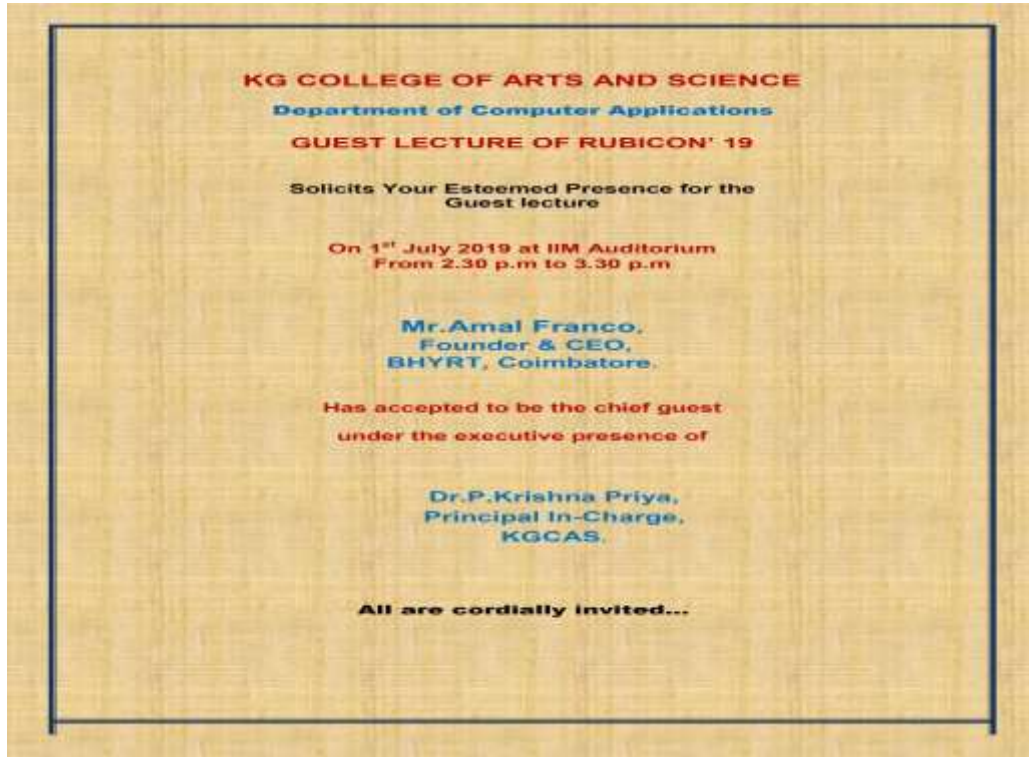 KG COLLEGE OF ARTS AND SCIENCE
Department of Computer Applications
GUEST LECTURE OF RUBICON' 19
Solicits Your Esteemed Presence for the
Guest lecture
On 1st July 2019 at IIM Auditorium
From 2.30 p.m to 3.30 p.m
Mr.Amal Franco,
Founder & CEO,
BHYRT, Coimbatore.
Has accepted to be the chief guest
under the executive presence of
Dr.P.Krishna Priya,
Principal In-Charge,
KGCAS.
All are cordially invited...